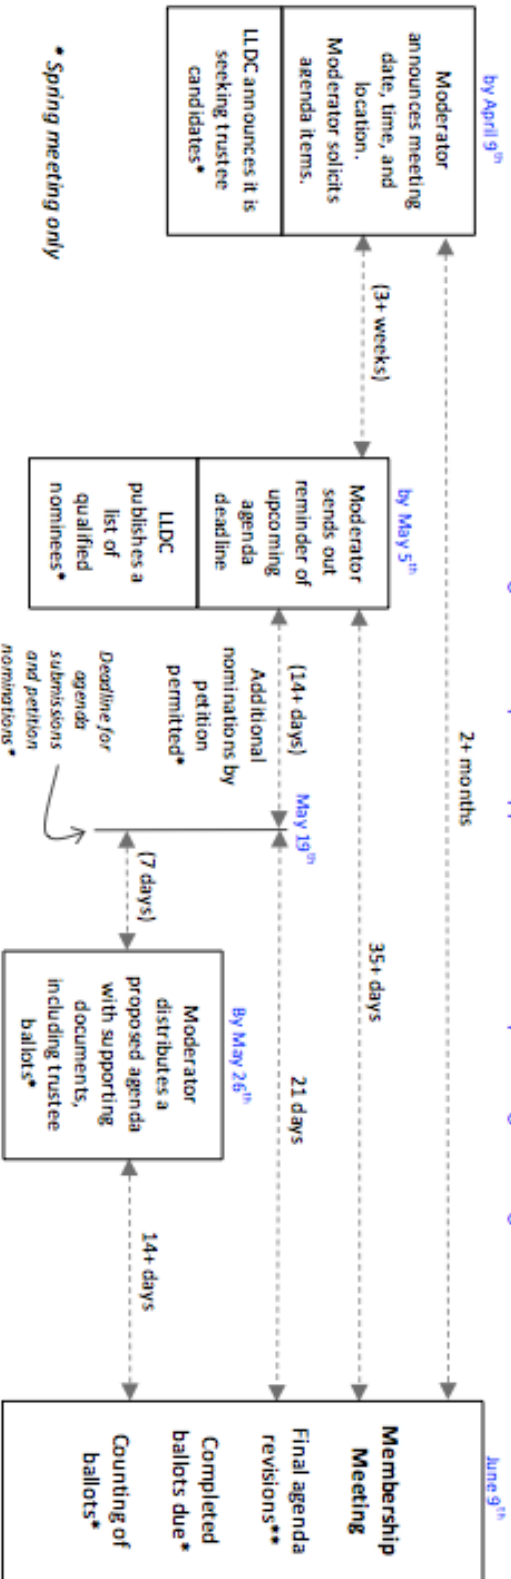 by April 9th
Moderator
announces meeting
date, time, and
location.
Moderator solicits
agenda items.
LLDC announces it is
seeking trustee
candidates*
* Spring meeting only
(3+ weeks)
2+ months
by May 5th
Moderator
sends out
reminder of
upcoming
agenda
deadline
LLDC
publishes a
list of
qualified
nominees*
(14+ days)
Additional
nominations by
petition
permitted*
Deadline for
agenda
submissions
and petition
nominations*
May 19th
35+ days
(7 days)
21 days
By May 26th
Moderator
distributes a
proposed agenda
with supporting
documents,
including trustee
ballots*
14+ days
June 9th
Membership
Meeting
Final agenda
revisions**
Completed
ballots due*
Counting of
ballots*